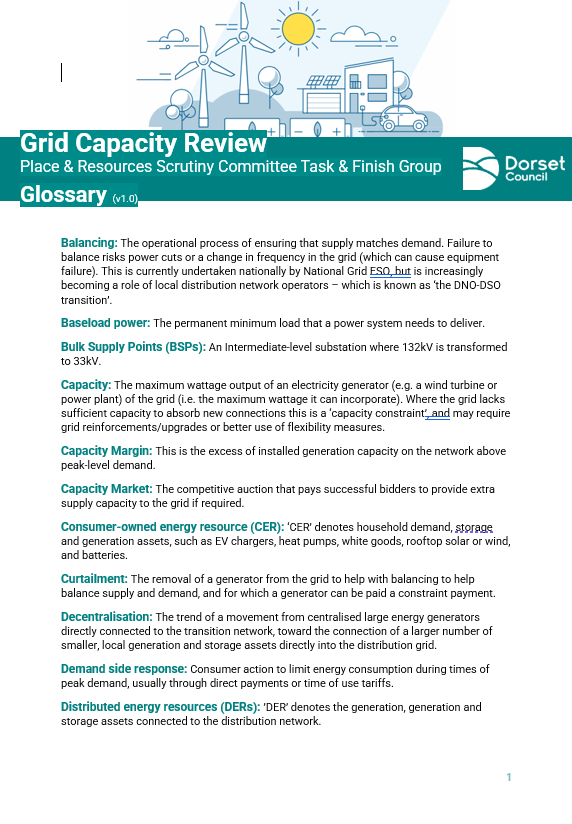 Grid Capacity Review
Place & Resources Scrutiny Committee Task & Finish Group
Glossary (v1.0)
Dorset
Council
Balancing: The operational process of ensuring that supply matches demand. Failure to
balance risks power cuts or a change in frequency in the grid (which can cause equipment
failure). This is currently undertaken nationally by National Grid ESO, but is increasingly
becoming a role of local distribution network operators – which is known as ‘the DNO-DSO
transition’.
Baseload power: The permanent minimum load that a power system needs to deliver.
Bulk Supply Points (BSPs): An Intermediate-level substation where 132kV is transformed
to 33kV.
Capacity: The maximum wattage output of an electricity generator (e.g. a wind turbine or
power plant) of the grid (i.e. the maximum wattage it can incorporate). Where the grid lacks
sufficient capacity to absorb new connections this is a ‘capacity constraint’, and may require
grid reinforcements/upgrades or better use of flexibility measures.
Capacity Margin: This is the excess of installed generation capacity on the network above
peak-level demand.
Capacity Market: The competitive auction that pays successful bidders to provide extra
supply capacity to the grid if required.
Consumer-owned energy resource (CER): ‘CER’ denotes household demand, storage
and generation assets, such as EV chargers, heat pumps, white goods, rooftop solar or wind,
and batteries.
Curtailment: The removal of a generator from the grid to help with balancing to help
balance supply and demand, and for which a generator can be paid a constraint payment.
Decentralisation: The trend of a movement from centralised large energy generators
directly connected to the transition network, toward the connection of a larger number of
smaller, local generation and storage assets directly into the distribution grid.
Demand side response: Consumer action to limit energy consumption during times of
peak demand, usually through direct payments or time of use tariffs.
Distributed energy resources (DERs): ‘DER’ denotes the generation, generation and
storage assets connected to the distribution network.
1